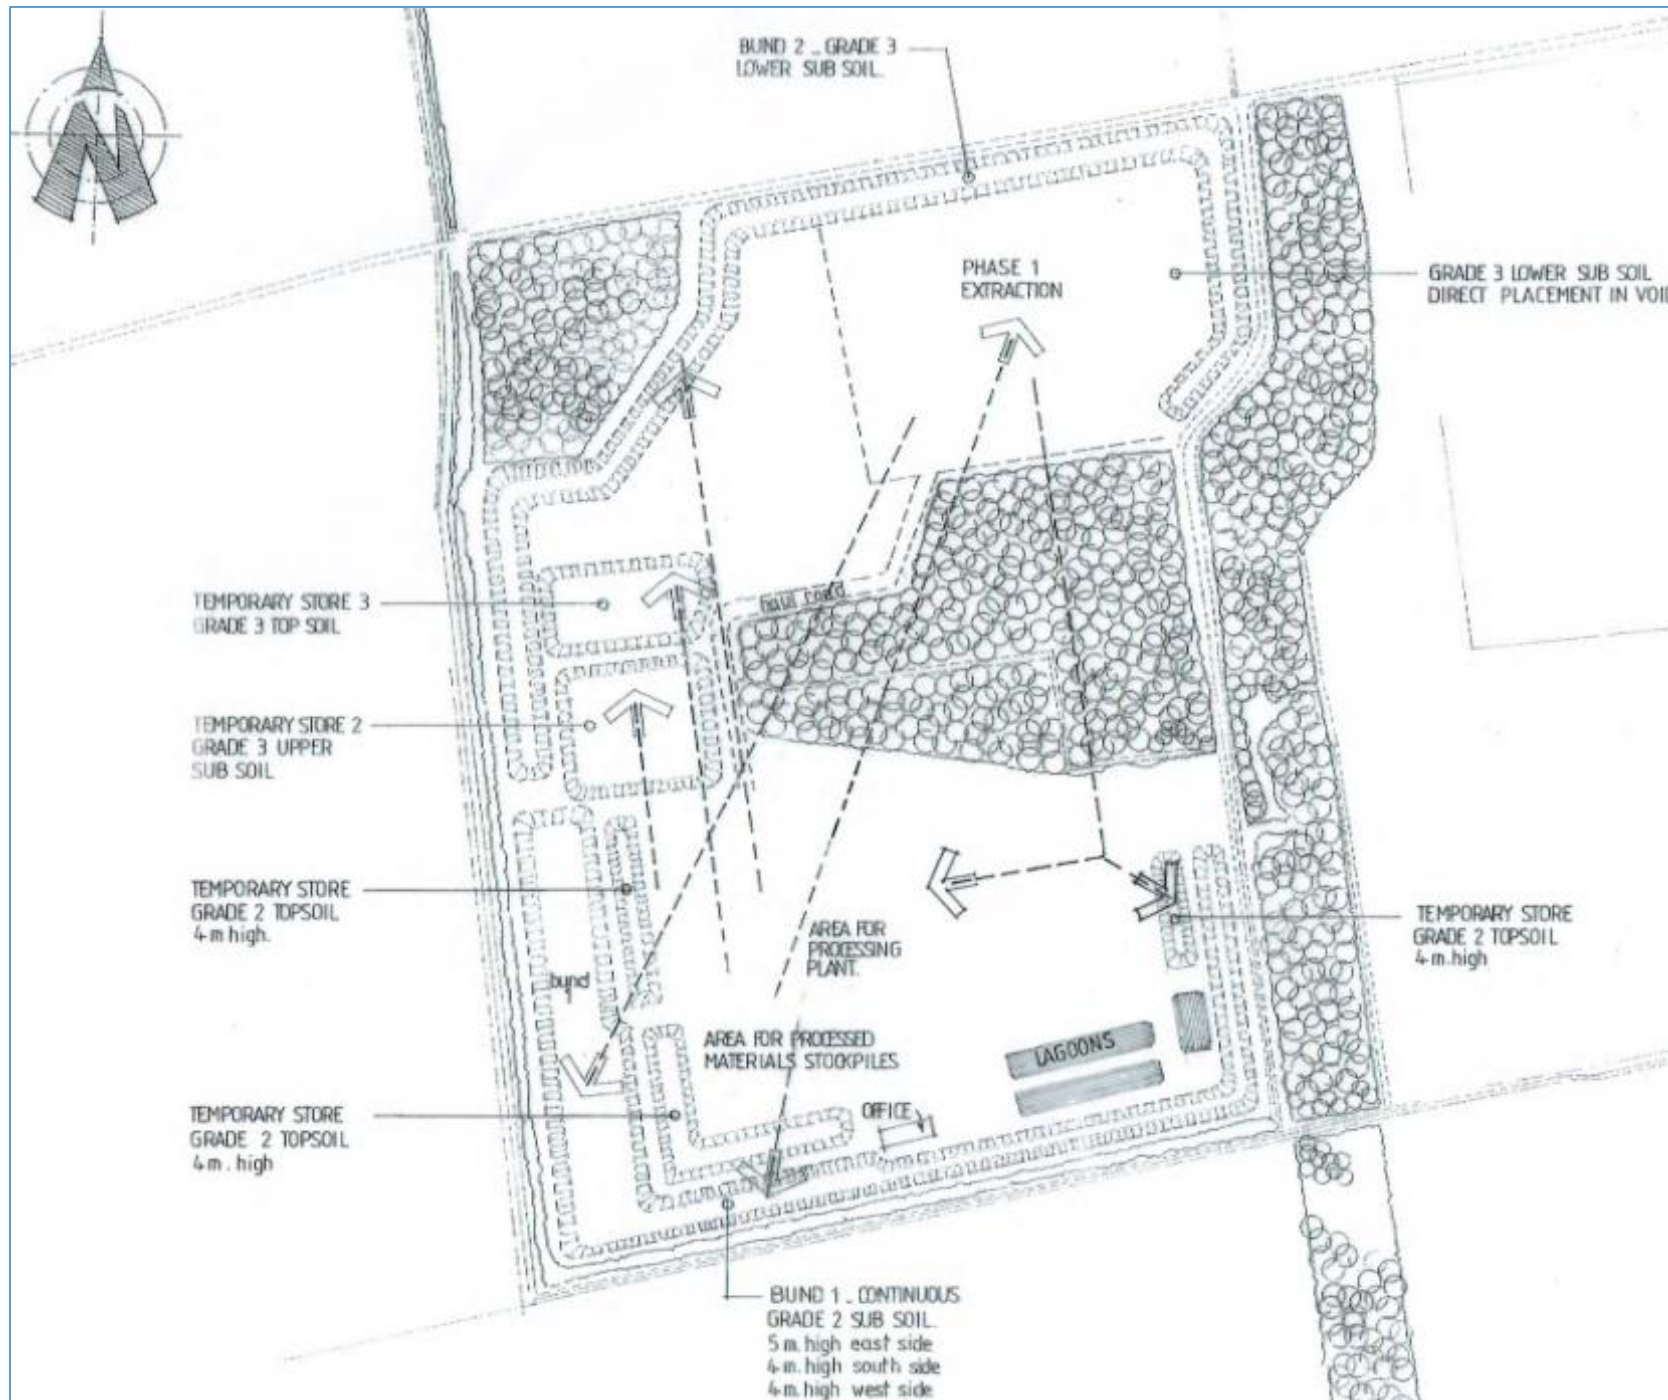 BUND 2 _ GRADE 3
LOWER SUB SOIL.
N
PHASE 1
EXTRACTION
GRADE 3 LOWER SUB SOIL
DIRECT PLACEMENT IN VOI
TEMPORARY STORE 3
GRADE 3 TOP SOIL
haul road
TEMPORARY STORE 2
GRADE 3 UPPER
SUB SOIL
TEMPORARY STORE
GRADE 2 TOPSOIL
4 m high.
AREA FOR
PROCESSING
PLANT.
TEMPORARY STORE
GRADE 2 TOPSOIL
4 m. high
bund
1
AREA FOR PROCESSED
MATERIALS STOCKPILES
LAGOONS
TEMPORARY STORE
GRADE 2 TOPSOIL
4 m. high
OFFICE
BUND 1 _ CONTINUOUS
GRADE 2 SUB SOIL.
5 m. high east side
4 m. high south side
4 m. high west side